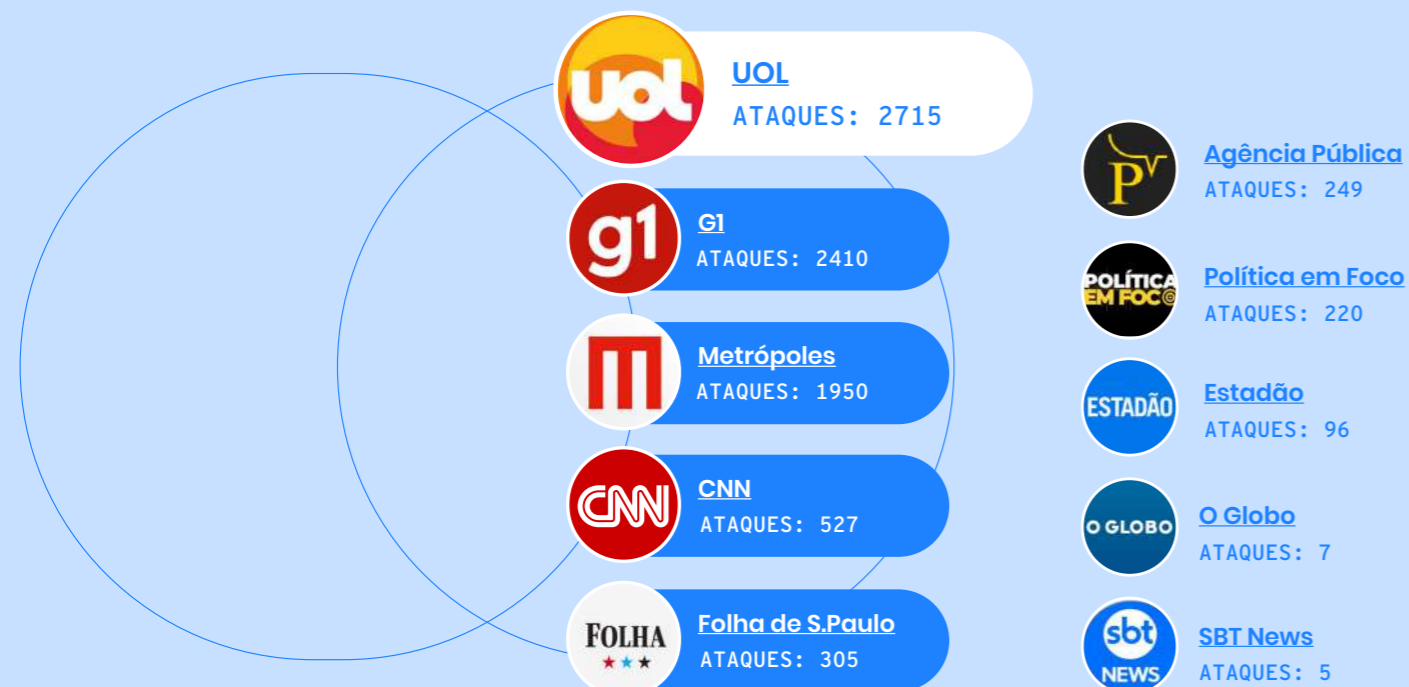 uol
UOL
ATAQUES: 2715
g1
G1
ATAQUES: 2410
m
Metrópoles
ATAQUES: 1950
CNN
CNN
ATAQUES: 527
FOLHA
Folha de S.Paulo
ATAQUES: 305
P
Agência Pública
ATAQUES: 249
POLÍTICA
EM FOCO
Política em Foco
ATAQUES: 220
ESTADÃO
Estadão
ATAQUES: 96
O GLOBO
O Globo
ATAQUES: 7
sbt
NEWS
SBT News
ATAQUES: 5